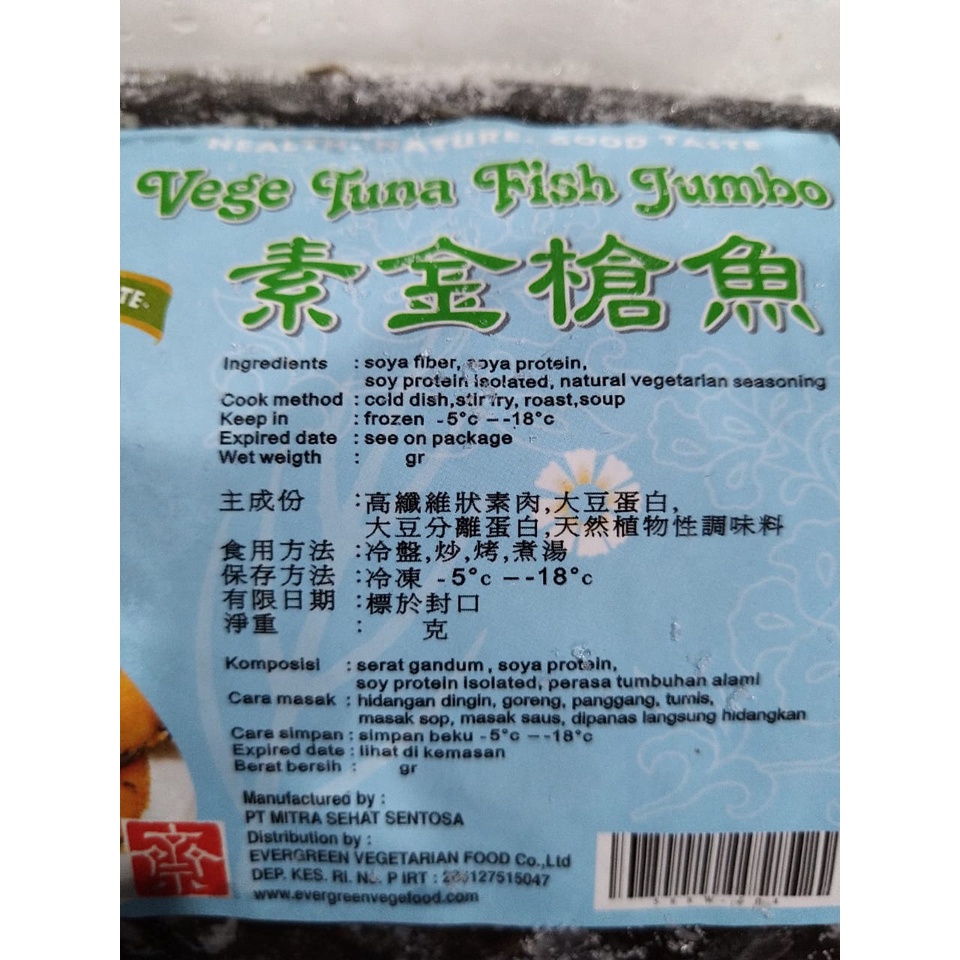 HEALTH. NATURE. GOOD TASTE
Vege Tuna Fish Jumbo
素金槍魚
TE
Ingredients : soya fiber, soya protein,
soy protein isolated, natural vegetarian seasoning
Cook method : cold dish,stir fry, roast,soup
Keep in : frozen -5°c – -18°c
Expired date : see on package
Wet weigth : gr
主成份 :高纖維狀素肉,大豆蛋白,
大豆分離蛋白,天然植物性調味料
食用方法 :冷盤,炒,烤,煮湯
保存方法 :冷凍 -5°c – -18°c
有限日期 :標於封口
淨重 : 克
Komposisi : serat gandum, soya protein,
soy protein isolated, perasa tumbuhan alami
Cara masak : hidangan dingin, goreng, panggang, tumis,
masak sop, masak saus, dipanas langsung hidangkan
Cara simpan : simpan beku -5°c – -18°c
Expired date : lihat di kemasan
Berat bersih : gr
Manufactured by :
PT MITRA SEHAT SENTOSA
Distribution by :
EVERGREEN VEGETARIAN FOOD Co.,Ltd
DEP. KES. RI. No. P IRT :
www.evergreenvegefood.com
齋